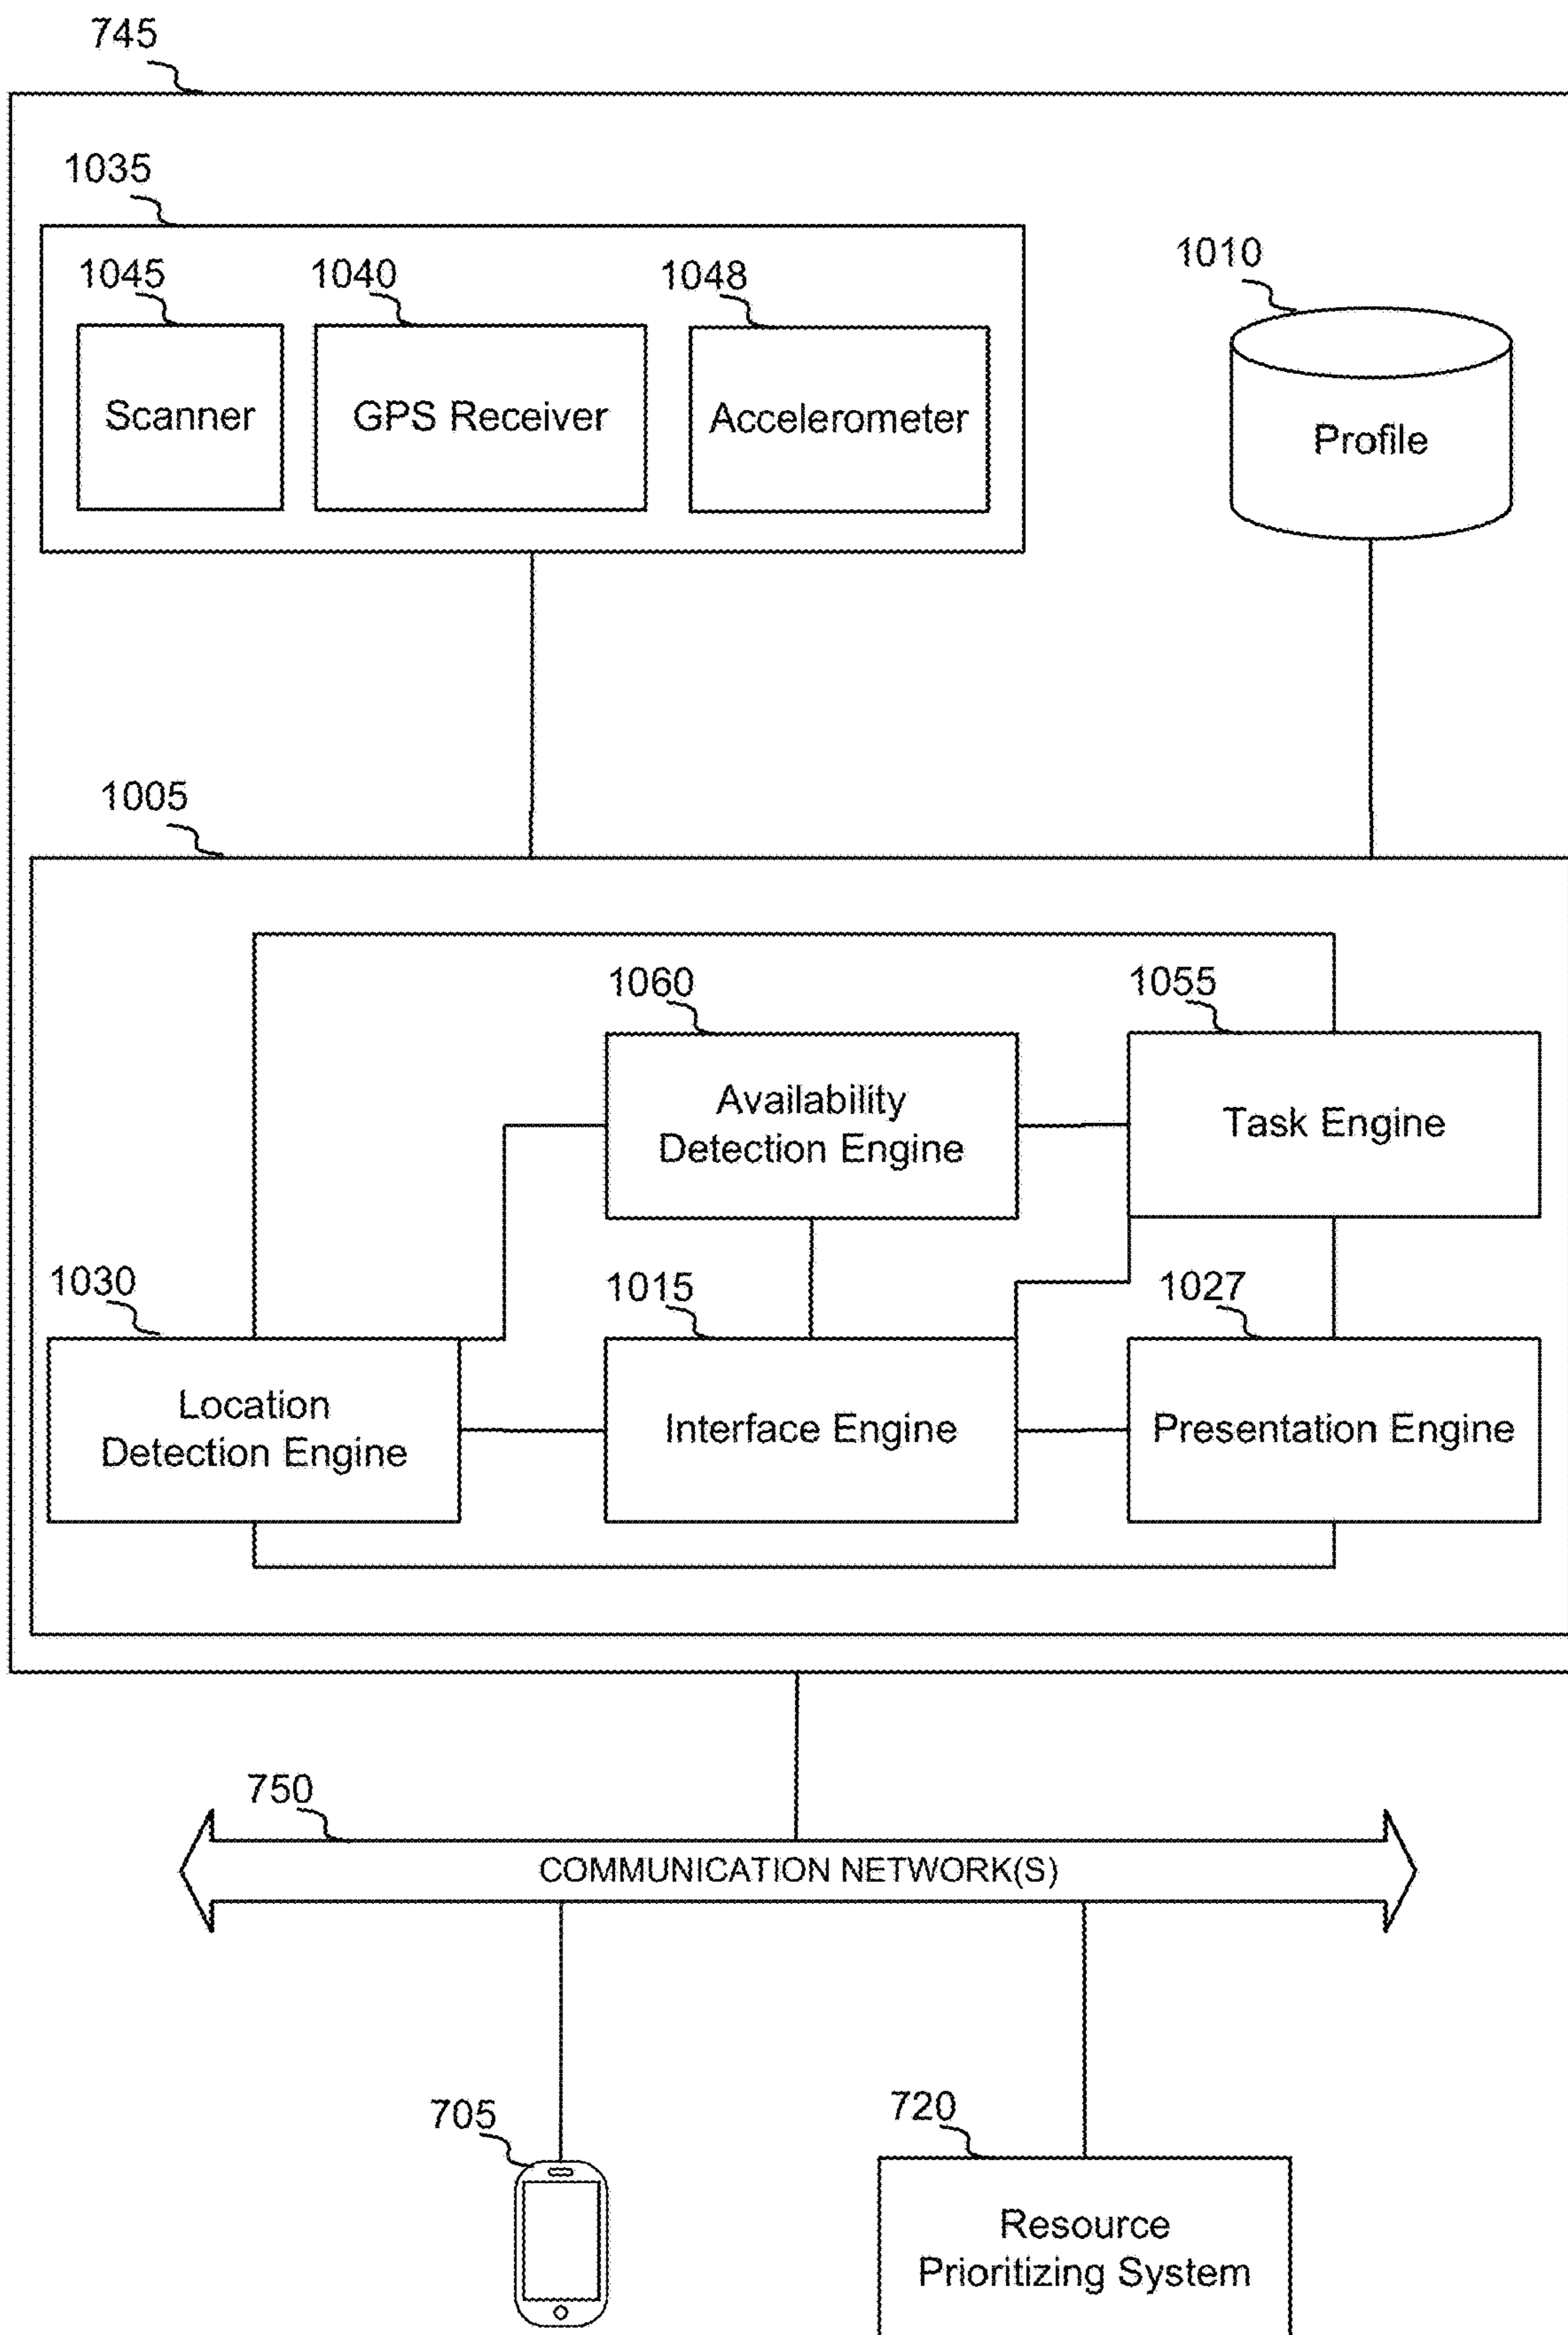 745
1035
1045 1040 1048
1010
Scanner GPS Receiver Accelerometer
Profile
1005
1060 1055
Availability
Detection Engine
Task Engine
1030 1015 1027
Location
Detection Engine
Interface Engine
Presentation Engine
750
COMMUNICATION NETWORK(S)
705
720
Resource
Prioritizing System